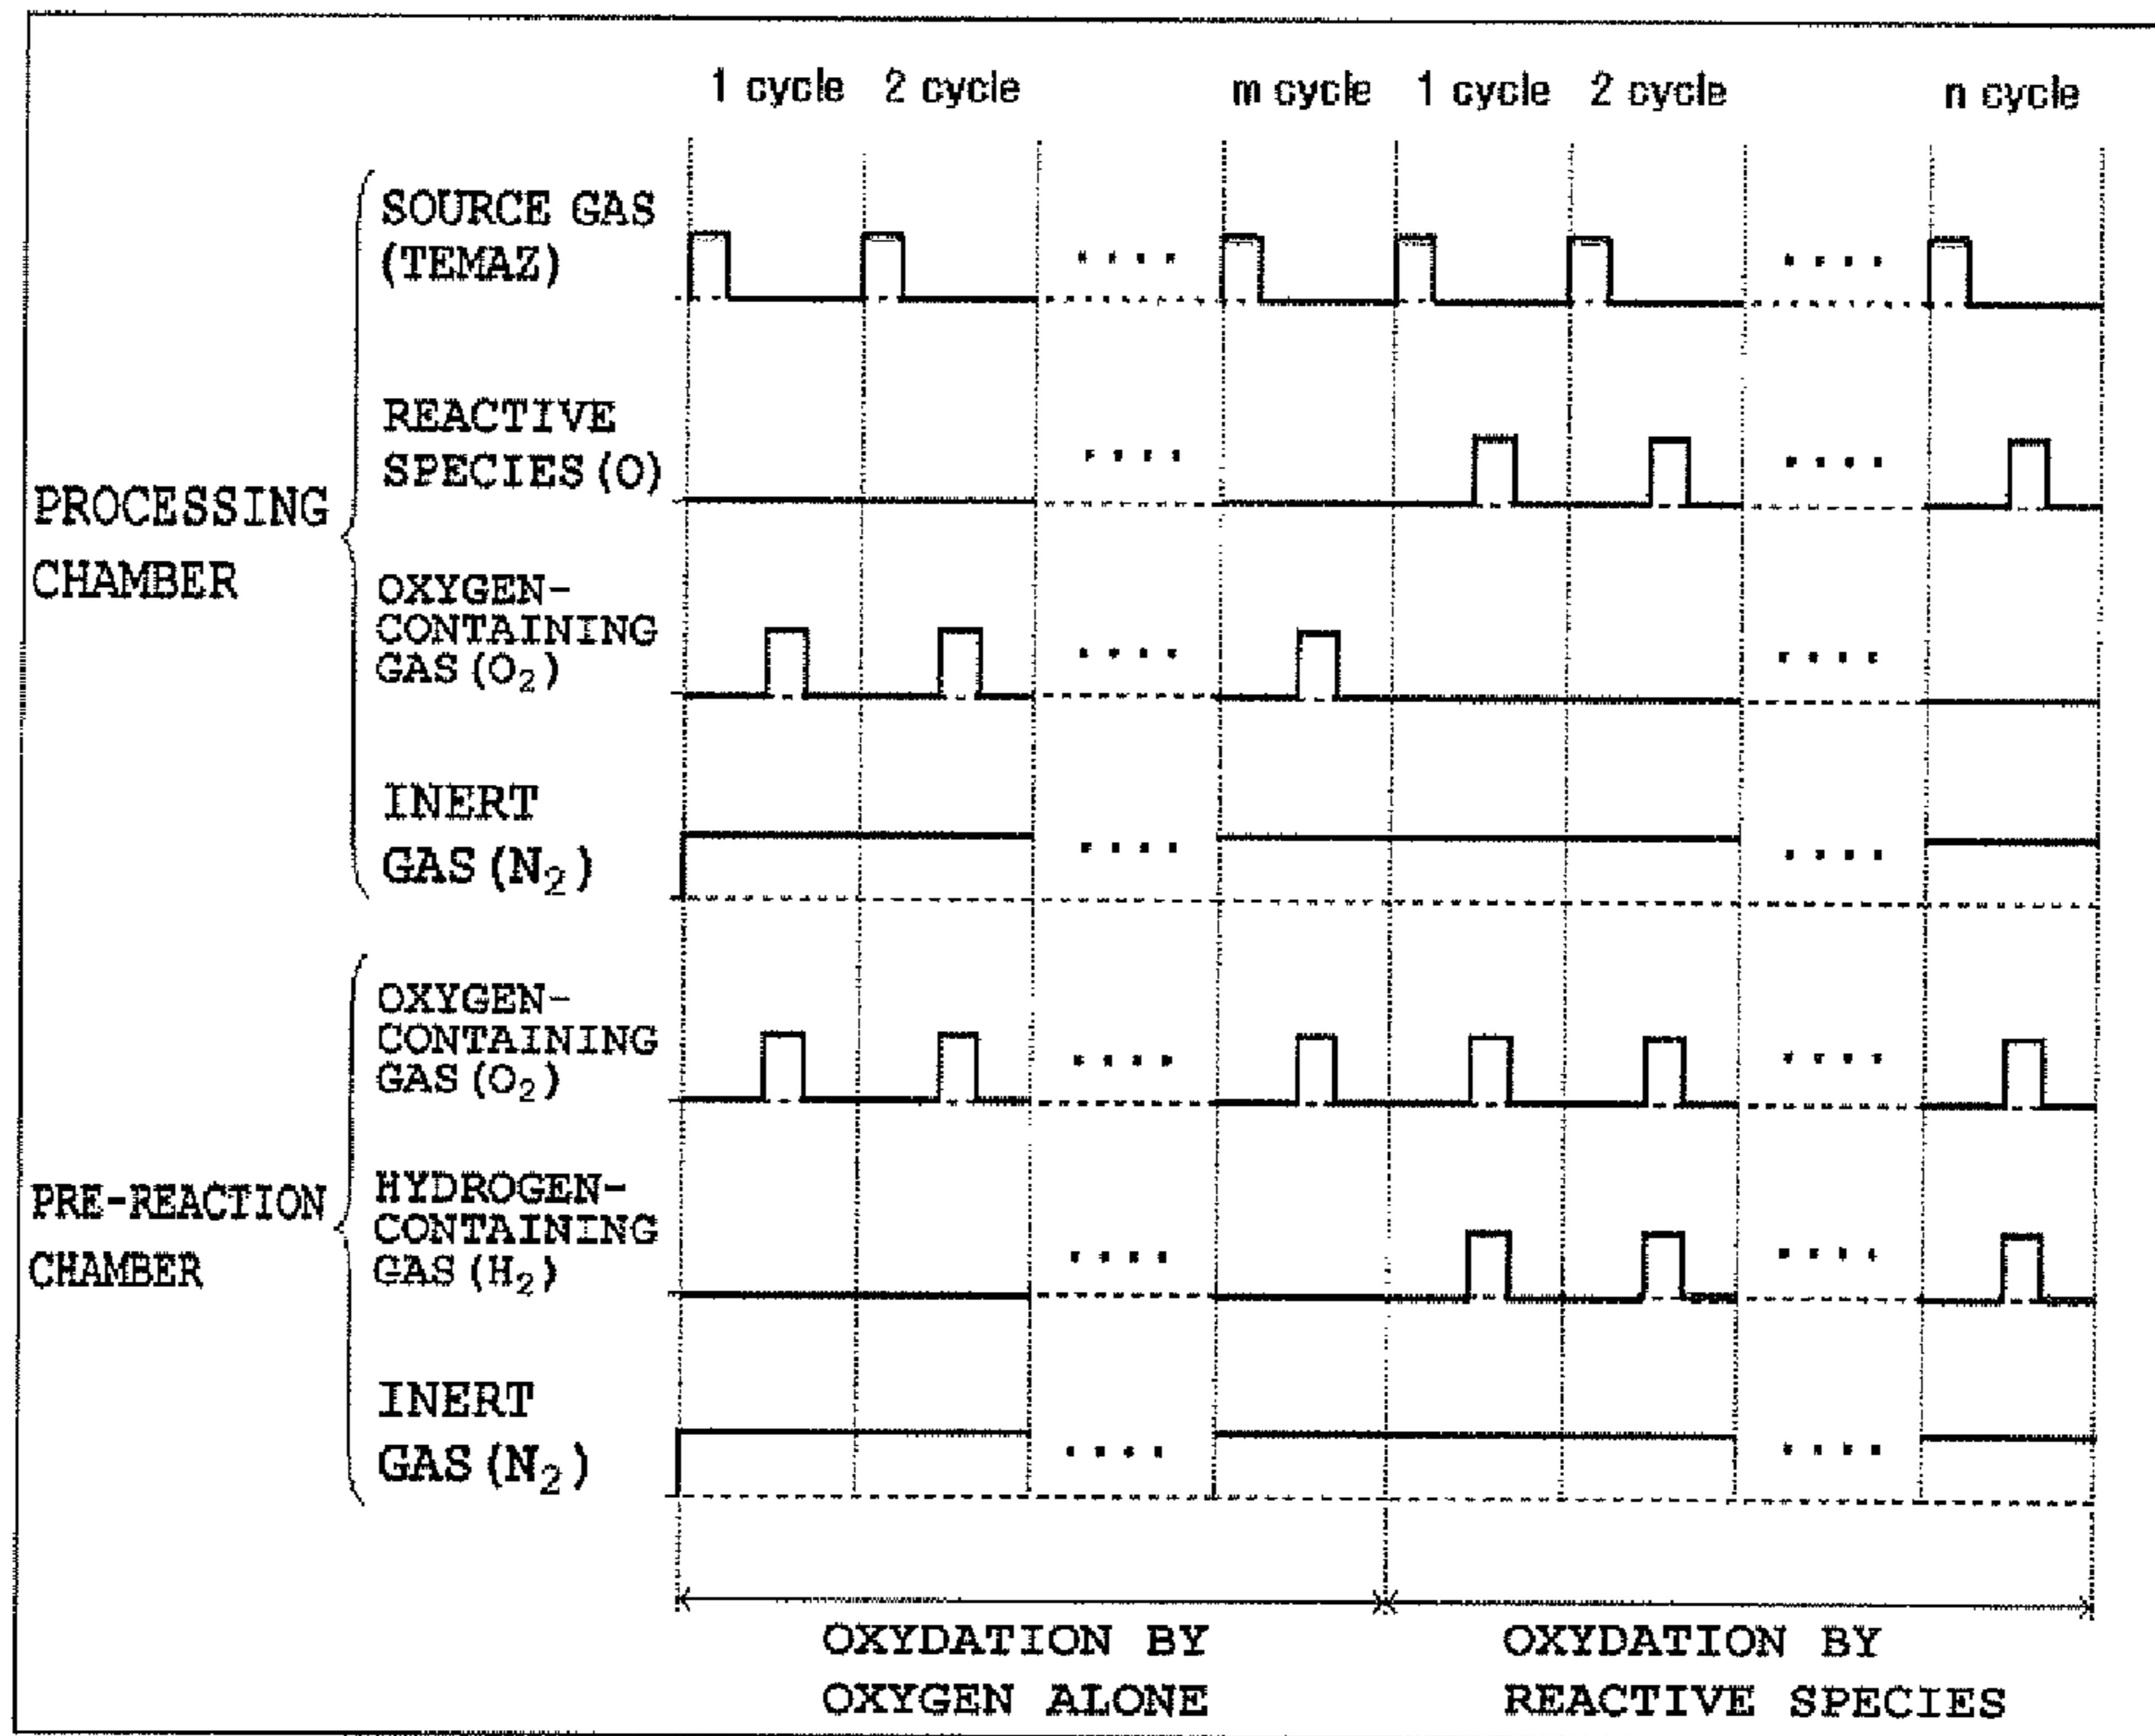 1 cycle 2 cycle m cycle 1 cycle 2 cycle n cycle
PROCESSING
CHAMBER
SOURCE GAS
(TEMAZ)
REACTIVE
SPECIES (O)
OXYGEN-
CONTAINING
GAS (O₂)
INERT
GAS (N₂)
PRE-REACTION
CHAMBER
OXYGEN-
CONTAINING
GAS (O₂)
HYDROGEN-
CONTAINING
GAS (H₂)
INERT
GAS (N₂)
OXYDATION BY
OXYGEN ALONE
OXYDATION BY
REACTIVE SPECIES